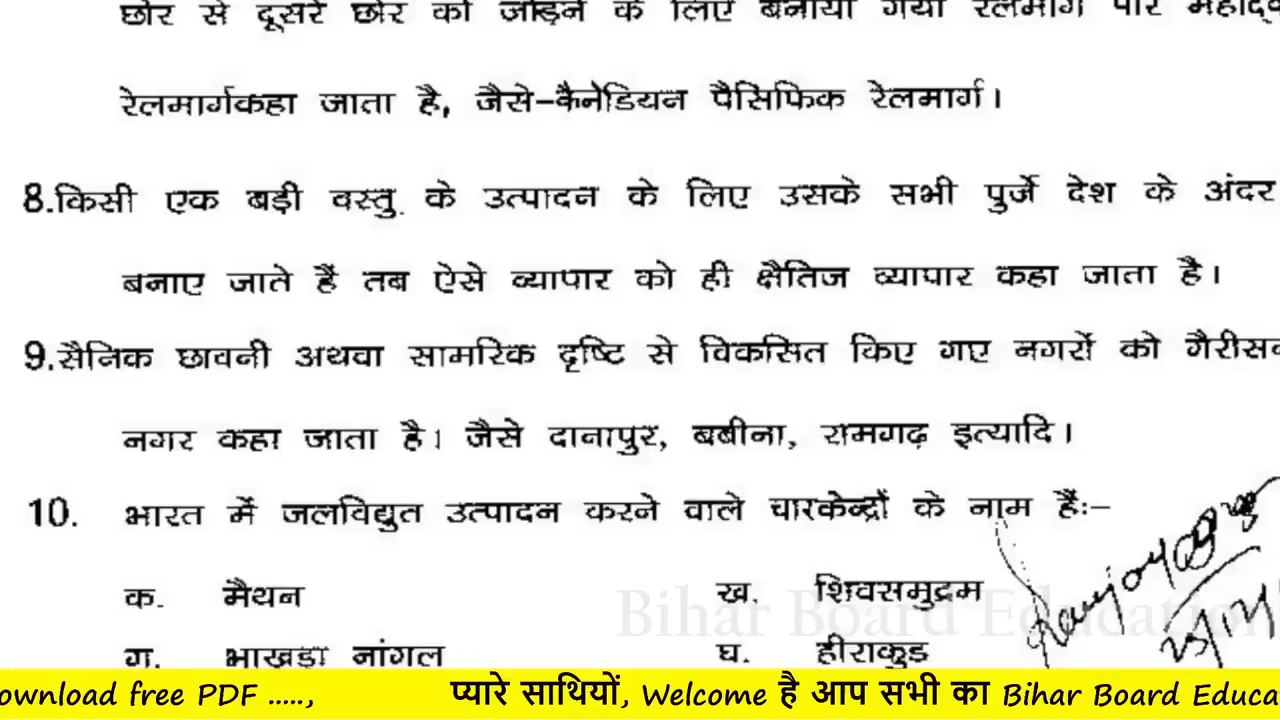 छोर से दूसरे छोर को जोड़ने के लिए बनाया गया रेलमार्ग पार
रेलमार्गकहा जाता है, जैसे-कैनेडियन पैसिफिक रेलमार्ग।
8.किसी एक बड़ी वस्तु के उत्पादन के लिए उसके सभी पुर्जे देश के अंदर
बनाए जाते हैं तब ऐसे व्यापार को ही क्षैतिज व्यापार कहा जाता है।
9.सैनिक छावनी अथवा सामरिक दृष्टि से विकसित किए गए नगरों को गैरीसन
नगर कहा जाता है। जैसे दानापुर, बबीना, रामगढ़ इत्यादि।
10. भारत में जलविद्युत उत्पादन करने वाले चारकेन्द्रों के नाम हैंः-
क. मैथन ख. शिवसमुद्रम
ग. भाखड़ा नांगल घ. हीराकुड
Bihar Board Education
ownload free PDF ....., प्यारे साथियों, Welcome है आप सभी का Bihar Board Educa